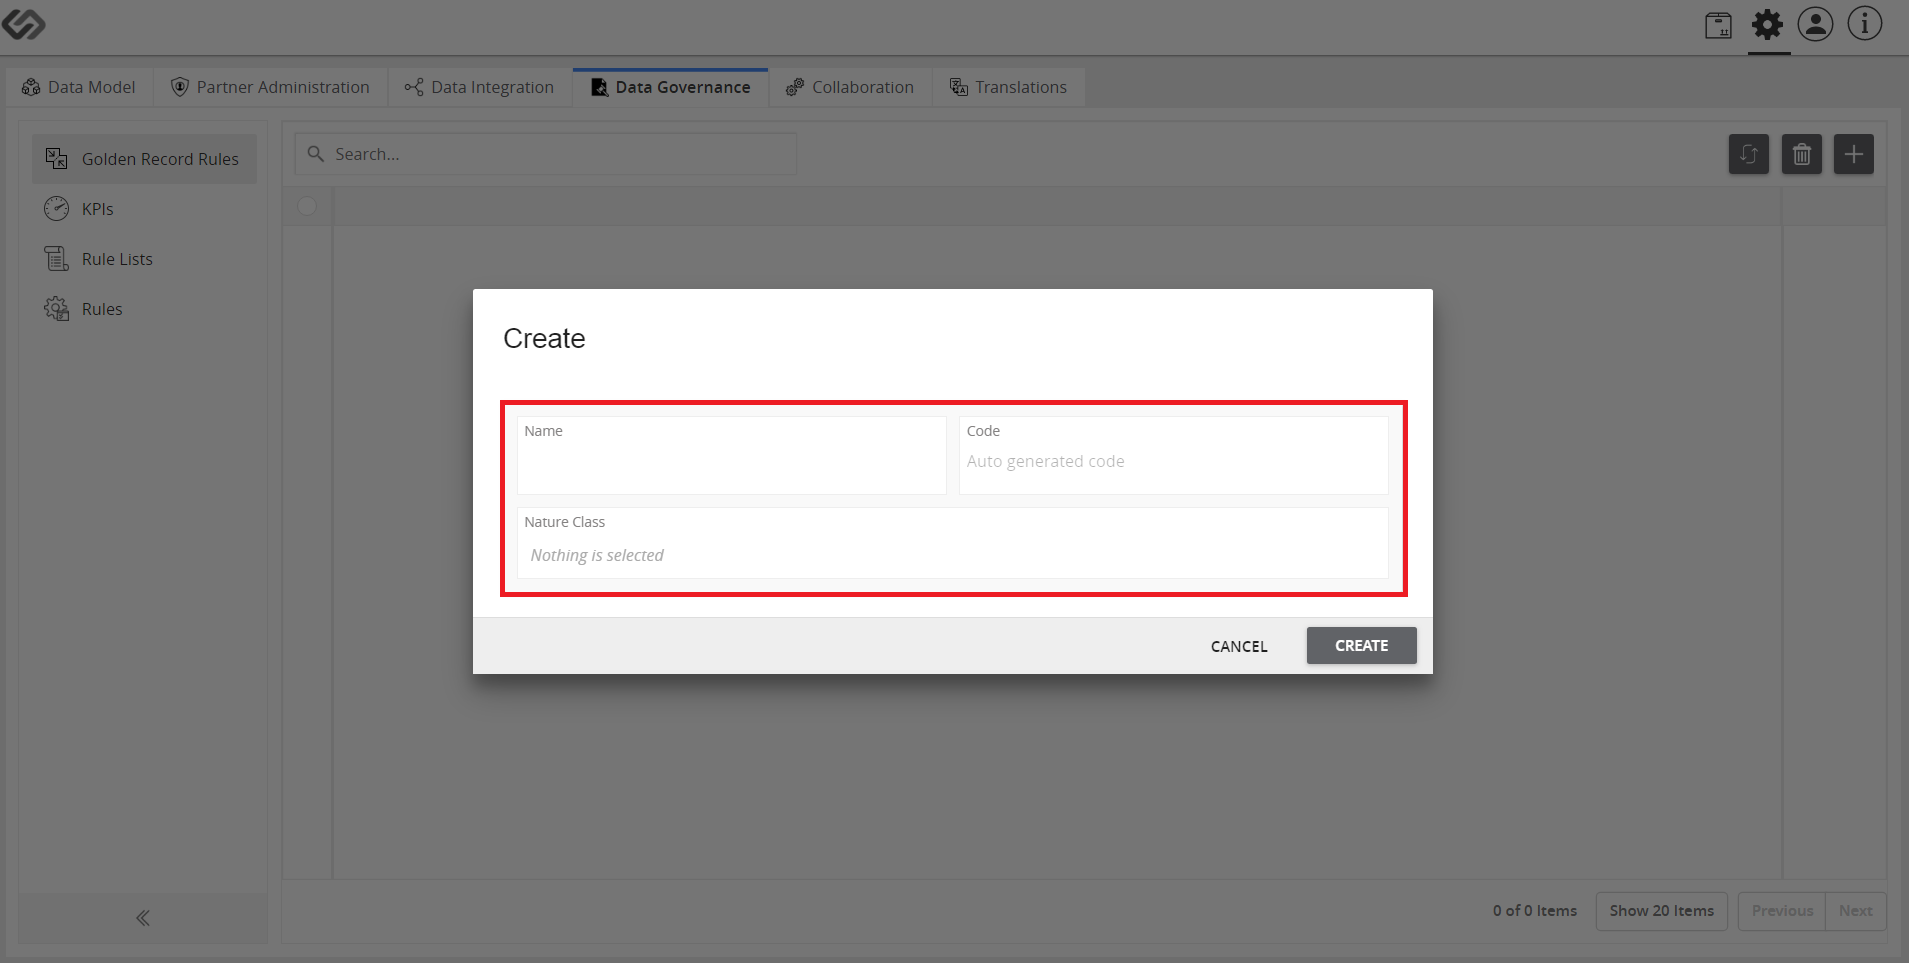 Data Model
Partner Administration
Data Integration
Data Governance
Collaboration
Translations
Golden Record Rules
KPIs
Rule Lists
Rules
Search...
Create
Name
Code
Auto generated code
Nature Class
Nothing is selected
CANCEL
CREATE
0 of 0 Items
Show 20 Items
Previous
Next